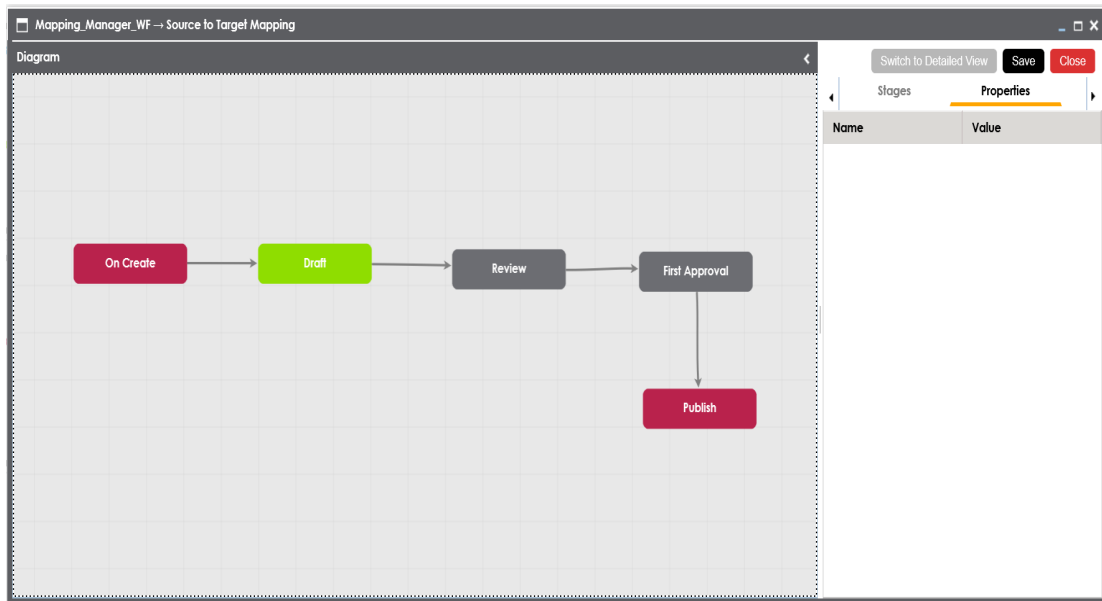 Mapping_Manager_WF → Source to Target Mapping
Diagram
Switch to Detailed View
Save
Close
Stages
Properties
Name
Value
On Create
Draft
Review
First Approval
Publish